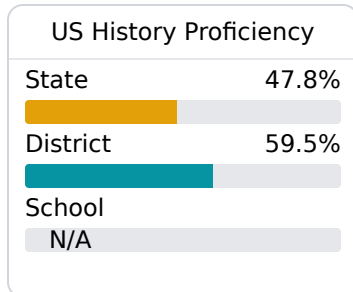 US History Proficiency
State 47.8%
District 59.5%
School
N/A